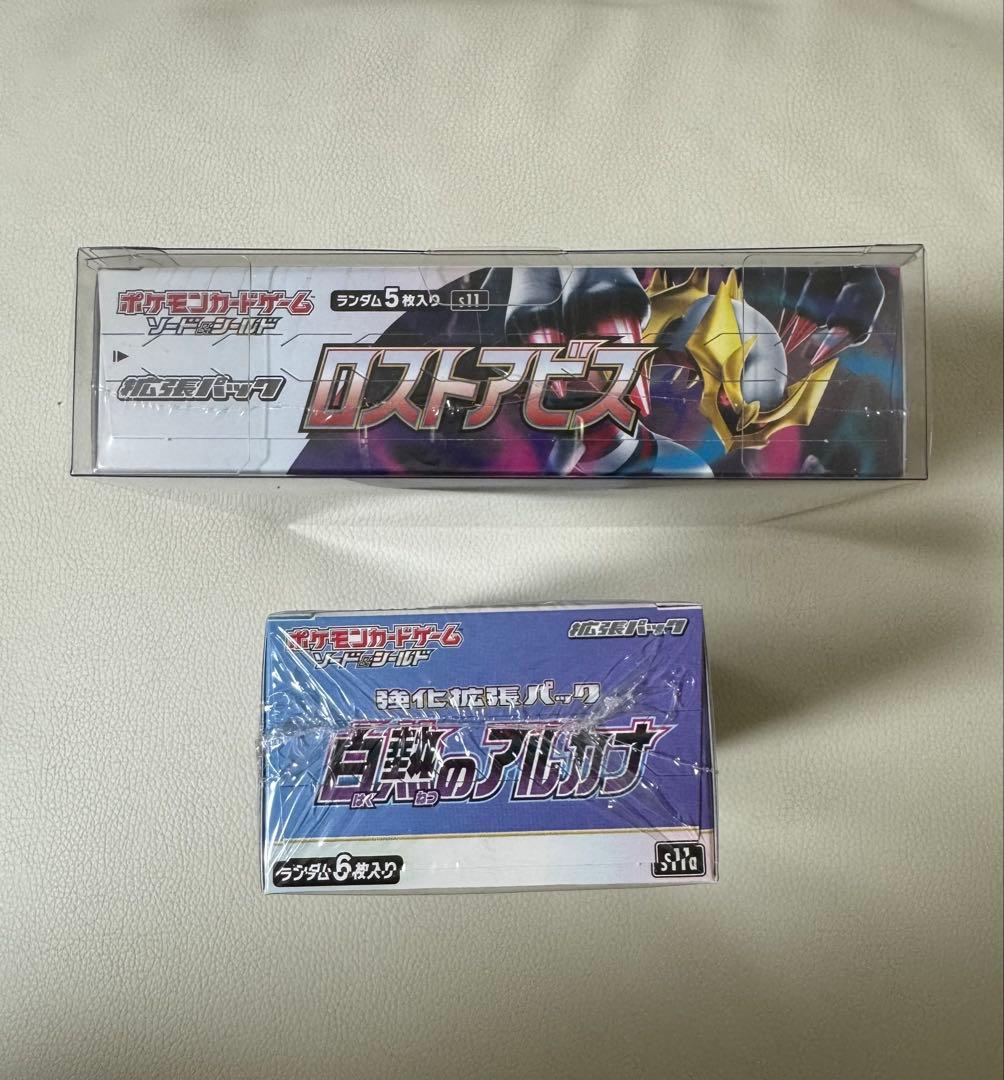 ポケモンカードゲーム
ソード&シールド
ランダム5枚入り s11
拡張パック
ロストアビス
ポケモンカードゲーム
ソード&シールド
拡張パック
強化拡張パック
白熱のアルカナ
はく ねつ
ランダム6枚入り
s11a